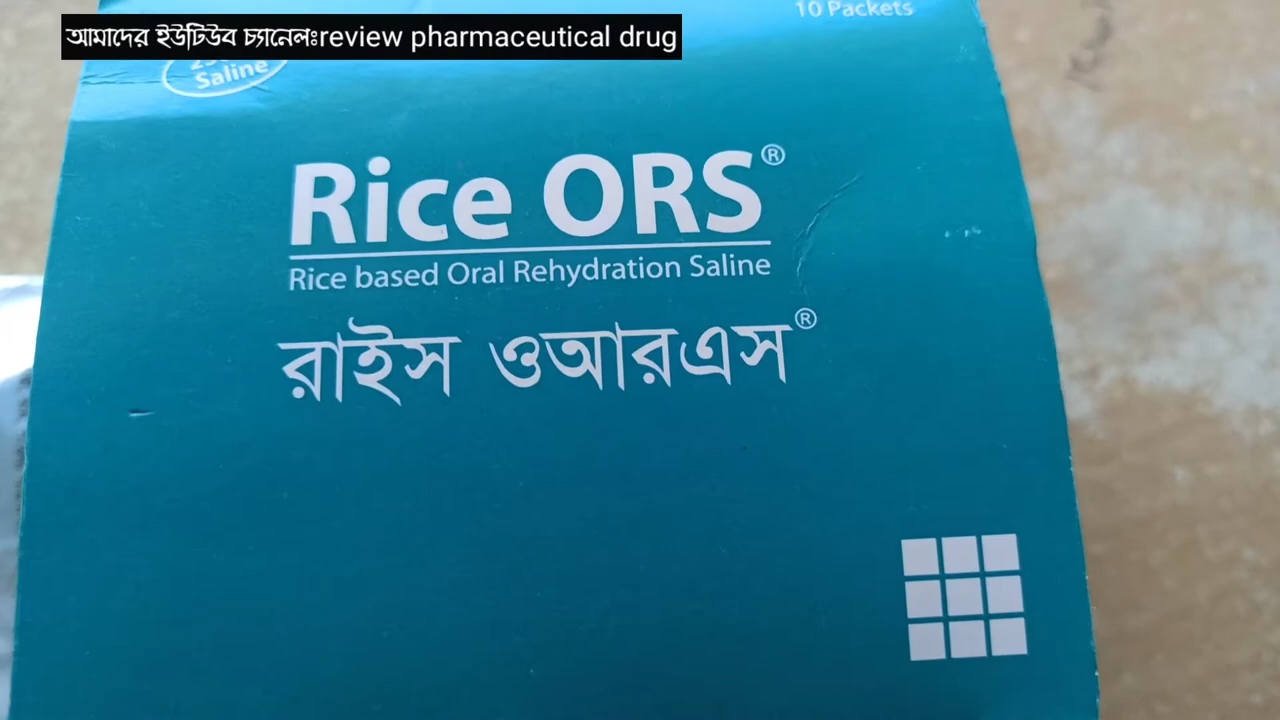 আমাদের ইউটিউব চ্যানেলঃreview pharmaceutical drug
10 Packets
Saline
Rice ORS®
Rice based Oral Rehydration Saline
রাইস ওআরএস®